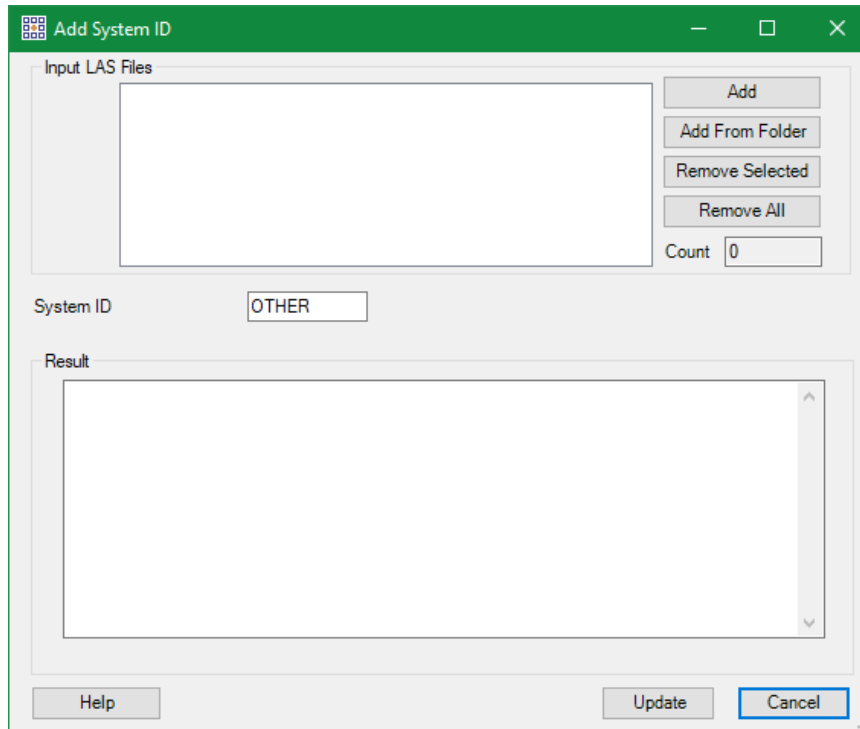 Add System ID
Input LAS Files
Add
Add From Folder
Remove Selected
Remove All
Count 0
System ID OTHER
Result
Help Update Cancel